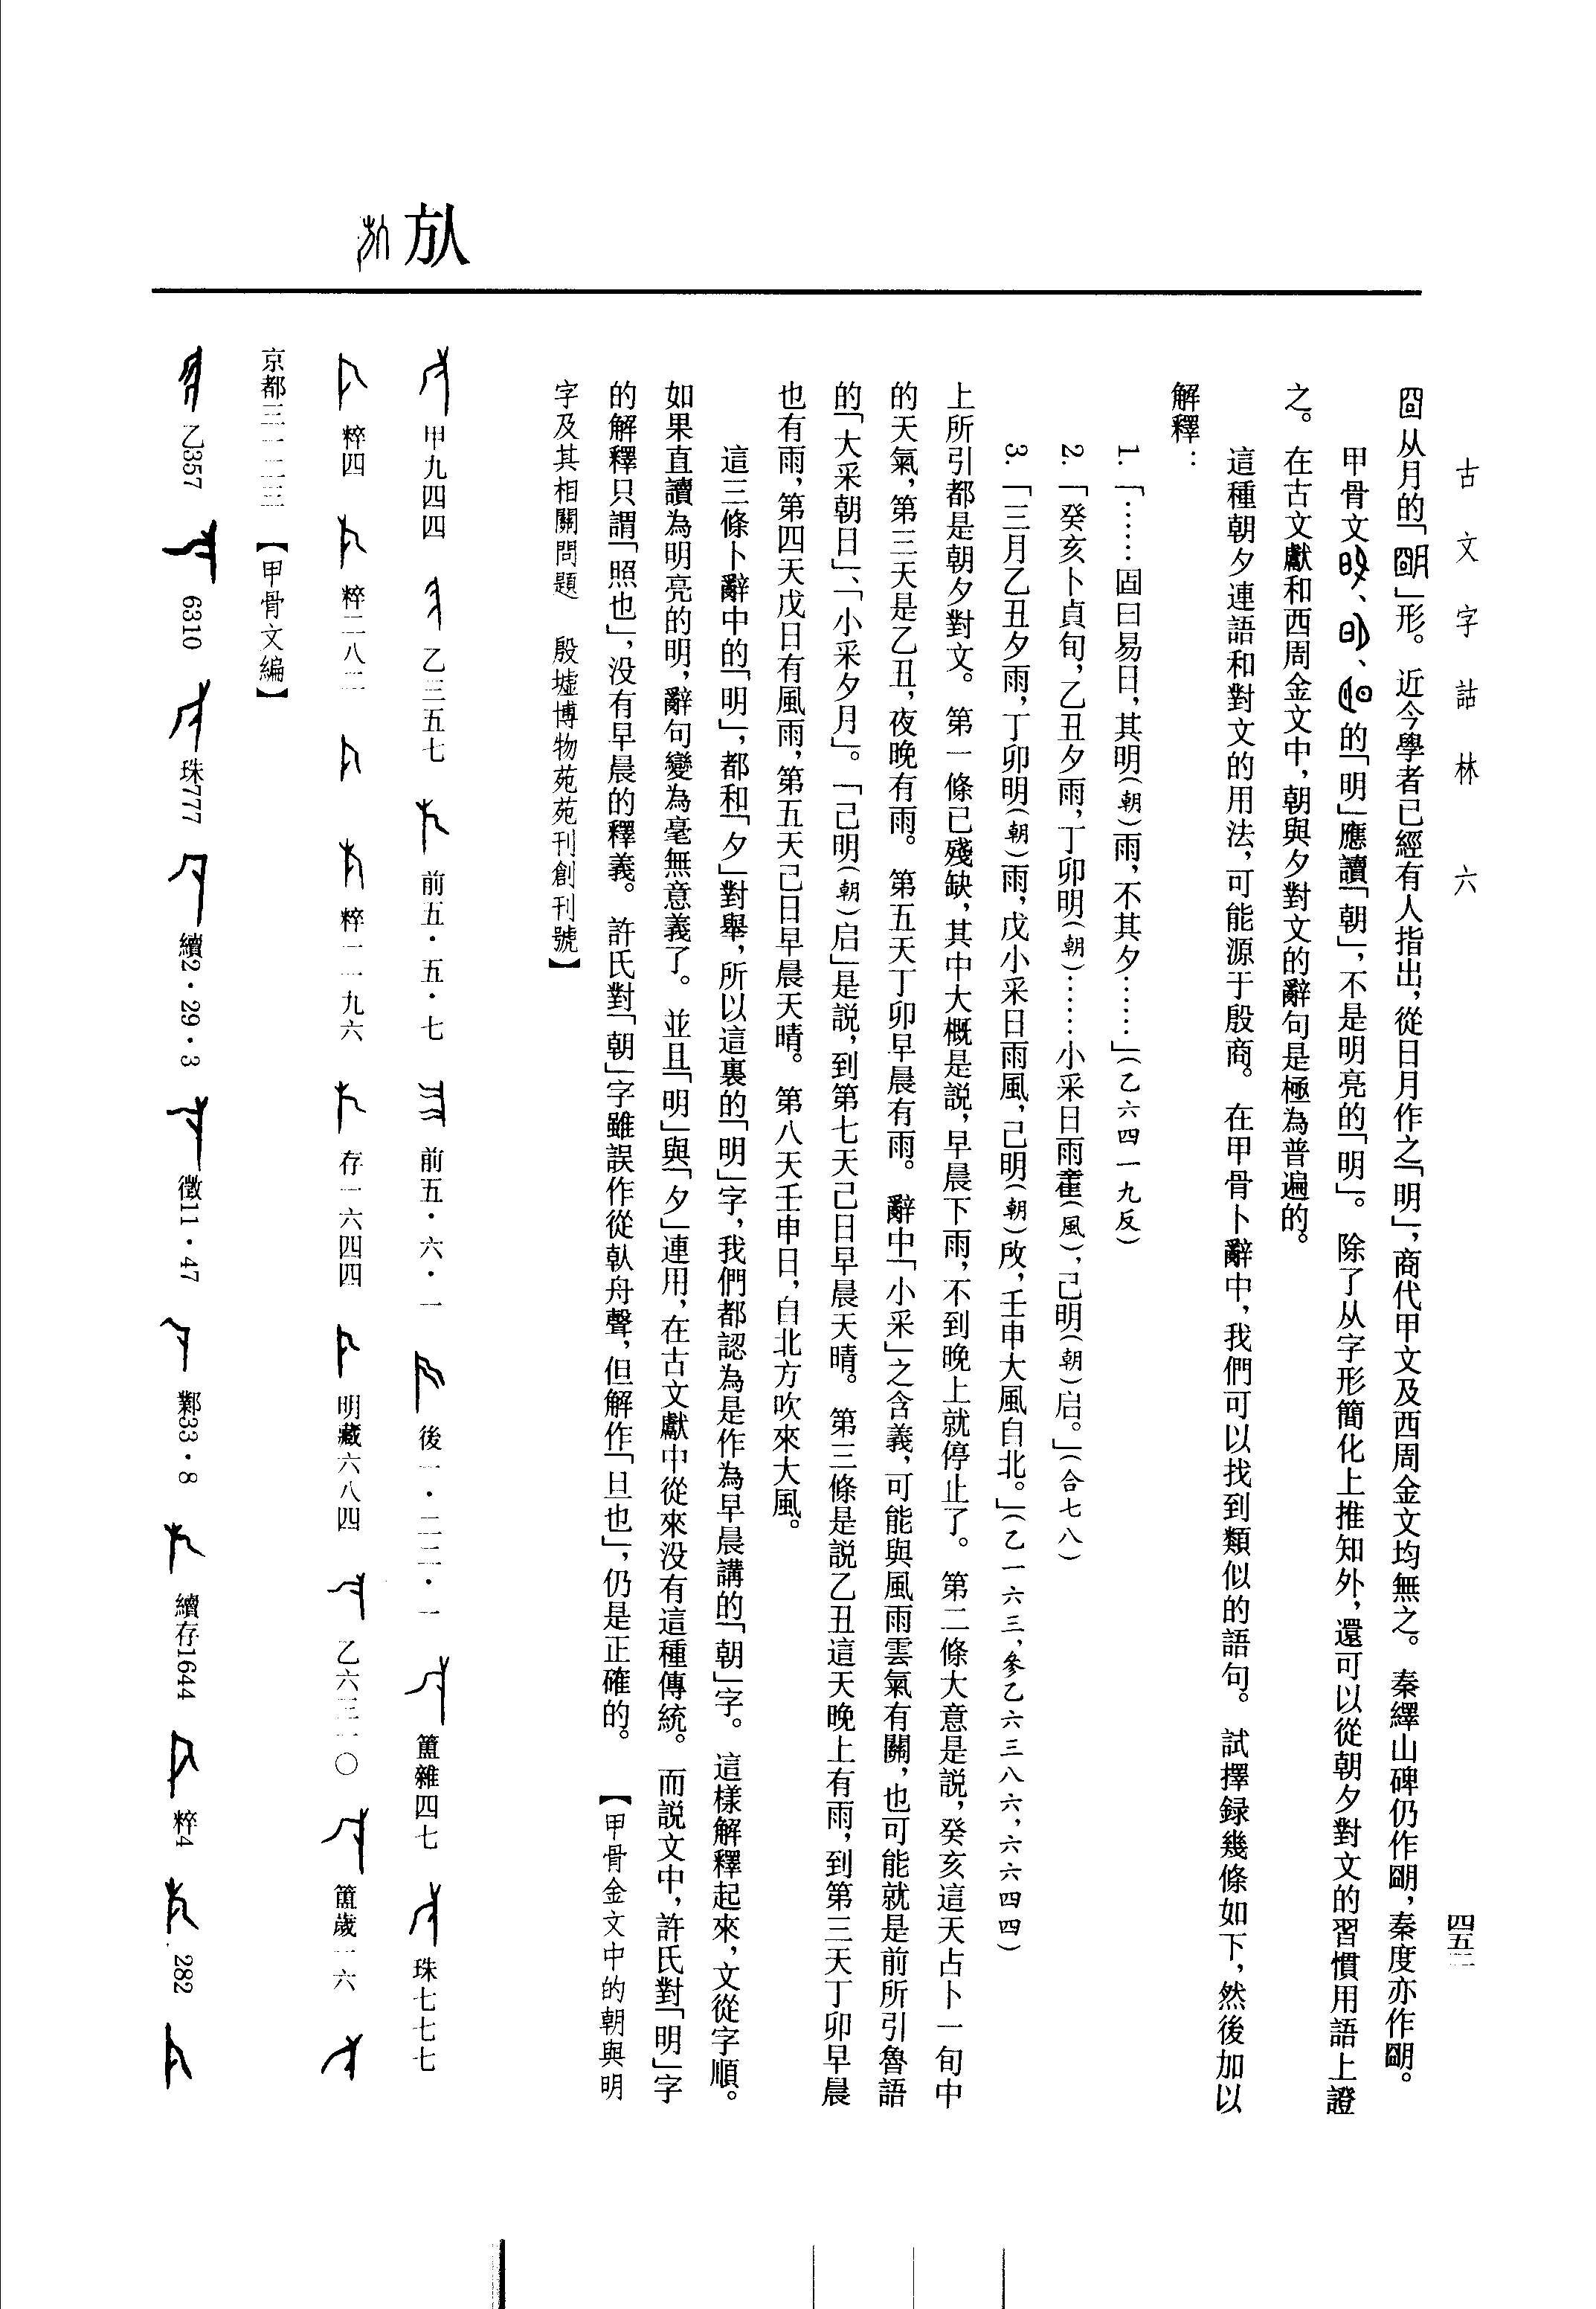 古文字詁林 六
四五二
囧从月的「朙」形。近今學者已經有人指出，從日月作之「明」，商代甲文及西周金文均無之。秦繹山碑仍作朙，秦度亦作朙。
甲骨文、、的「明」應讀「朝」，不是明亮的「明」。除了从字形簡化上推知外，還可以從朝夕對文的習慣用語上證
之。在古文獻和西周金文中，朝與夕對文的辭句是極為普遍的。
這種朝夕連語和對文的用法，可能源于殷商。在甲骨卜辭中，我們可以找到類似的語句。試擇録幾條如下，然後加以
解釋：
1.「……固曰易日，其明（朝）雨，不其夕……」（乙六四一九反）
2.「癸亥卜貞旬，乙丑夕雨，丁卯明（朝）……小采日雨（風），己明（朝）启。」（合七八）
3.「三月乙丑夕雨，丁卯明（朝）雨，戊小采日雨風，己明（朝）攺，壬申大風自北。」（乙一六三，參乙六三八六，六六四四）
上所引都是朝夕對文。第一條已殘缺，其中大概是説，早晨下雨，不到晚上就停止了。第二條大意是説，癸亥這天占卜一旬中
的天氣，第三天是乙丑，夜晚有雨。第五天丁卯早晨有雨。辭中「小采」之含義，可能與風雨雲氣有關，也可能就是前所引魯語
的「大采朝日」、「小采夕月」。「己明（朝）启」是説，到第七天己日早晨天晴。第三條是説乙丑這天晚上有雨，到第三天丁卯早晨
也有雨，第四天戊日有風雨，第五天己日早晨天晴。第八天壬申日，自北方吹來大風。
這三條卜辭中的「明」，都和「夕」對舉，所以這裏的「明」字，我們都認為是作為早晨講的「朝」字。這樣解釋起來，文從字順。
如果直讀為明亮的明，辭句變為毫無意義了。並且「明」與「夕」連用，在古文獻中從來没有這種傳統。而説文中，許氏對「明」字
的解釋只謂「照也」，没有早晨的釋義。許氏對「朝」字雖誤作從倝舟聲，但解作「旦也」，仍是正確的。【甲骨金文中的朝與明
字及其相關問題 殷墟博物苑苑刊創刊號】
㫃
甲九四四 乙三五七 前五·五·七 前五·六·一 後一·二二·一 簠雜四七 珠七七七
粹四 粹二八二 粹一一九六 存一六四四 明藏六八四 乙六三一〇 簠歲一六
京都三一二三【甲骨文編】
乙357 6310 珠777 續2·29·3 徵11·47 鄴33·8 續存1644 粹4 282